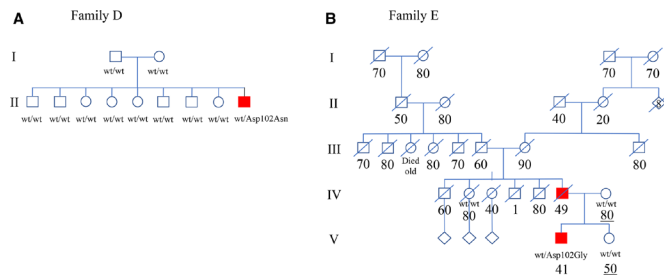 A Family D
I
wt/wt wt/wt
II
wt/wt wt/wt wt/wt wt/wt wt/wt wt/wt wt/wt wt/Asp102Asn
B Family E
I
70 80 70 70
II
50 80 40 20 8
III
70 80 Died old 80 70 60 90 80
IV
wt/wt wt/wt
60 80 40 1 80 49 80
V
wt/Asp102Gly wt/wt
41 50